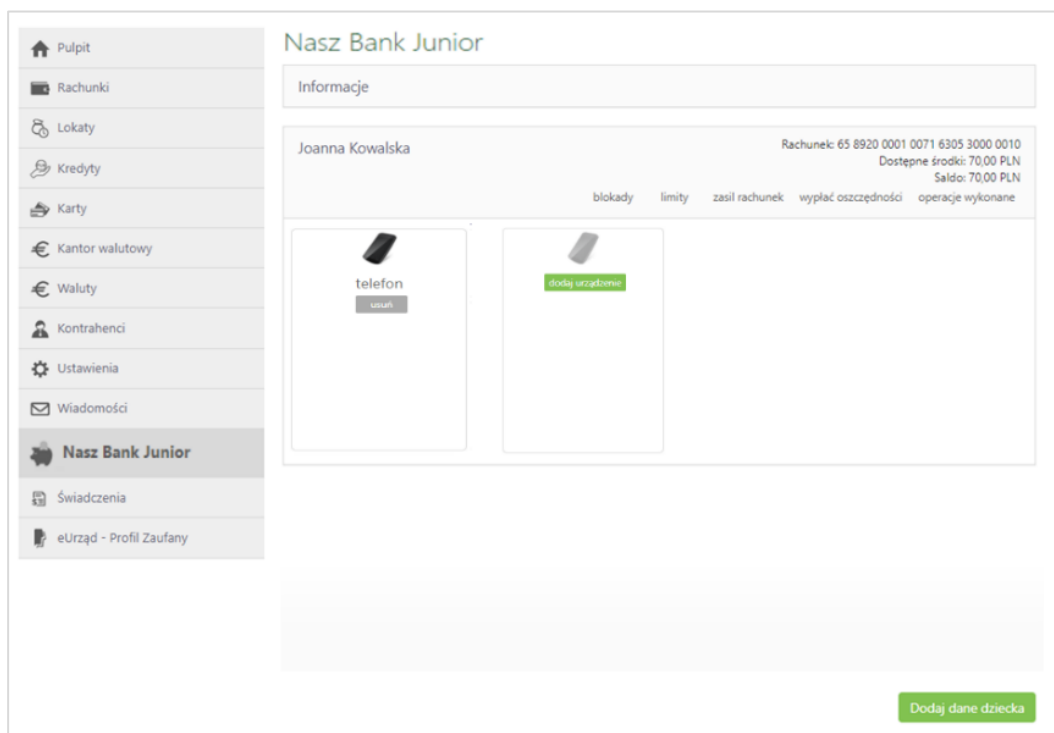 Pulpit
Rachunki
Lokaty
Kredyty
Karty
Kantor walutowy
Waluty
Kontrahenci
Ustawienia
Wiadomości
Nasz Bank Junior
Świadczenia
eUrząd - Profil Zaufany
Nasz Bank Junior
Informacje
Joanna Kowalska
Rachunek: 65 8920 0001 0071 6305 3000 0010
Dostępne środki: 70,00 PLN
Saldo: 70,00 PLN
blokady limity zasil rachunek wypłać oszczędności operacje wykonane
telefon
usuń
dodaj urządzenie
Dodaj dane dziecka